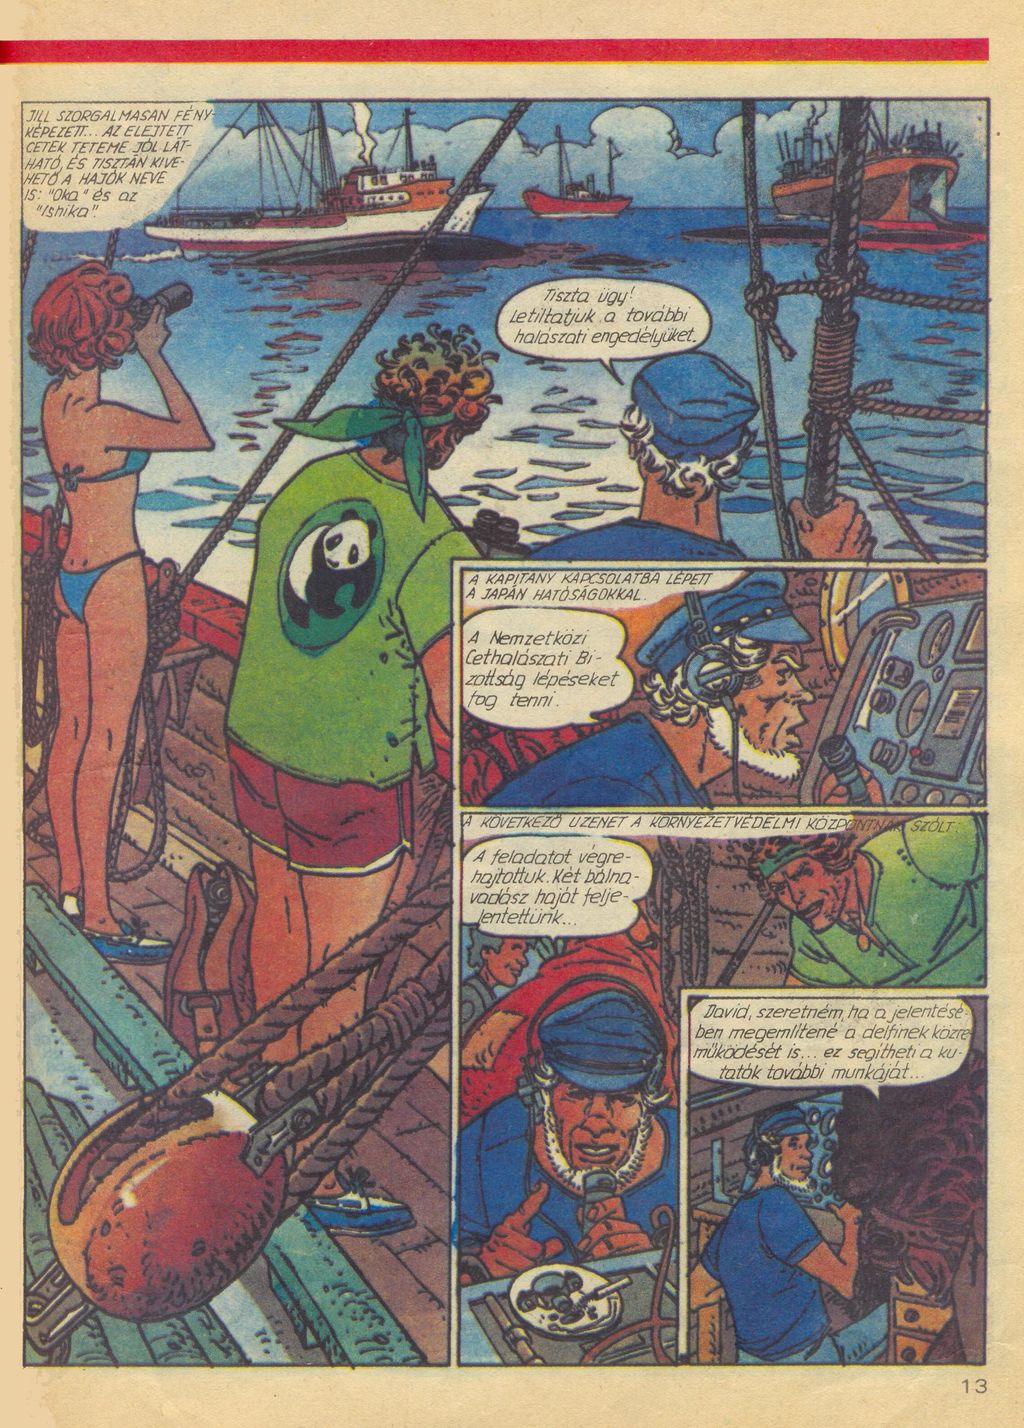 JILL SZORGALMASAN FÉNY-
KÉPEZETT... AZ ELEJTETT
CETEK TETEME JÓL LÁT-
HATÓ, ÉS TISZTÁN KIVE-
HETŐ A HAJÓK NEVE
IS: "Oka" és az
"Ishika".
Tiszta ügy!
Letiltatjuk a további
halászati engedélyüket.
A KAPITÁNY KAPCSOLATBA LÉPETT
A JAPÁN HATÓSÁGOKKAL.
A Nemzetközi
Cethalászati Bi-
zottság lépéseket
fog tenni.
A KÖVETKEZŐ ÜZENET A KÖRNYEZETVÉDELMI KÖZPONTNAK SZÓLT.
A feladatot végre-
hajtottuk. Két bálna-
vadász hajót felje-
lentettünk...
David, szeretném, ha a jelentésé-
ben megemlítené a delfinek közre-
működését is... ez segítheti a ku-
tatók további munkáját...
13